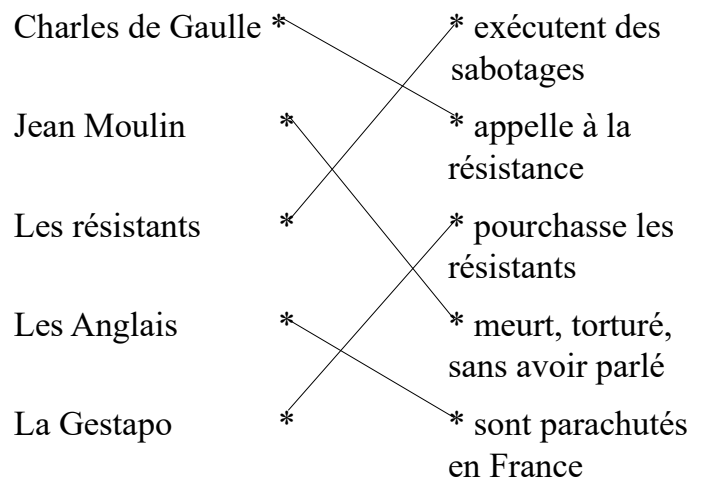 Charles de Gaulle * * exécutent des
sabotages
Jean Moulin * * appelle à la
résistance
Les résistants * * pourchasse les
résistants
Les Anglais * * meurt, torturé,
sans avoir parlé
La Gestapo * * sont parachutés
en France